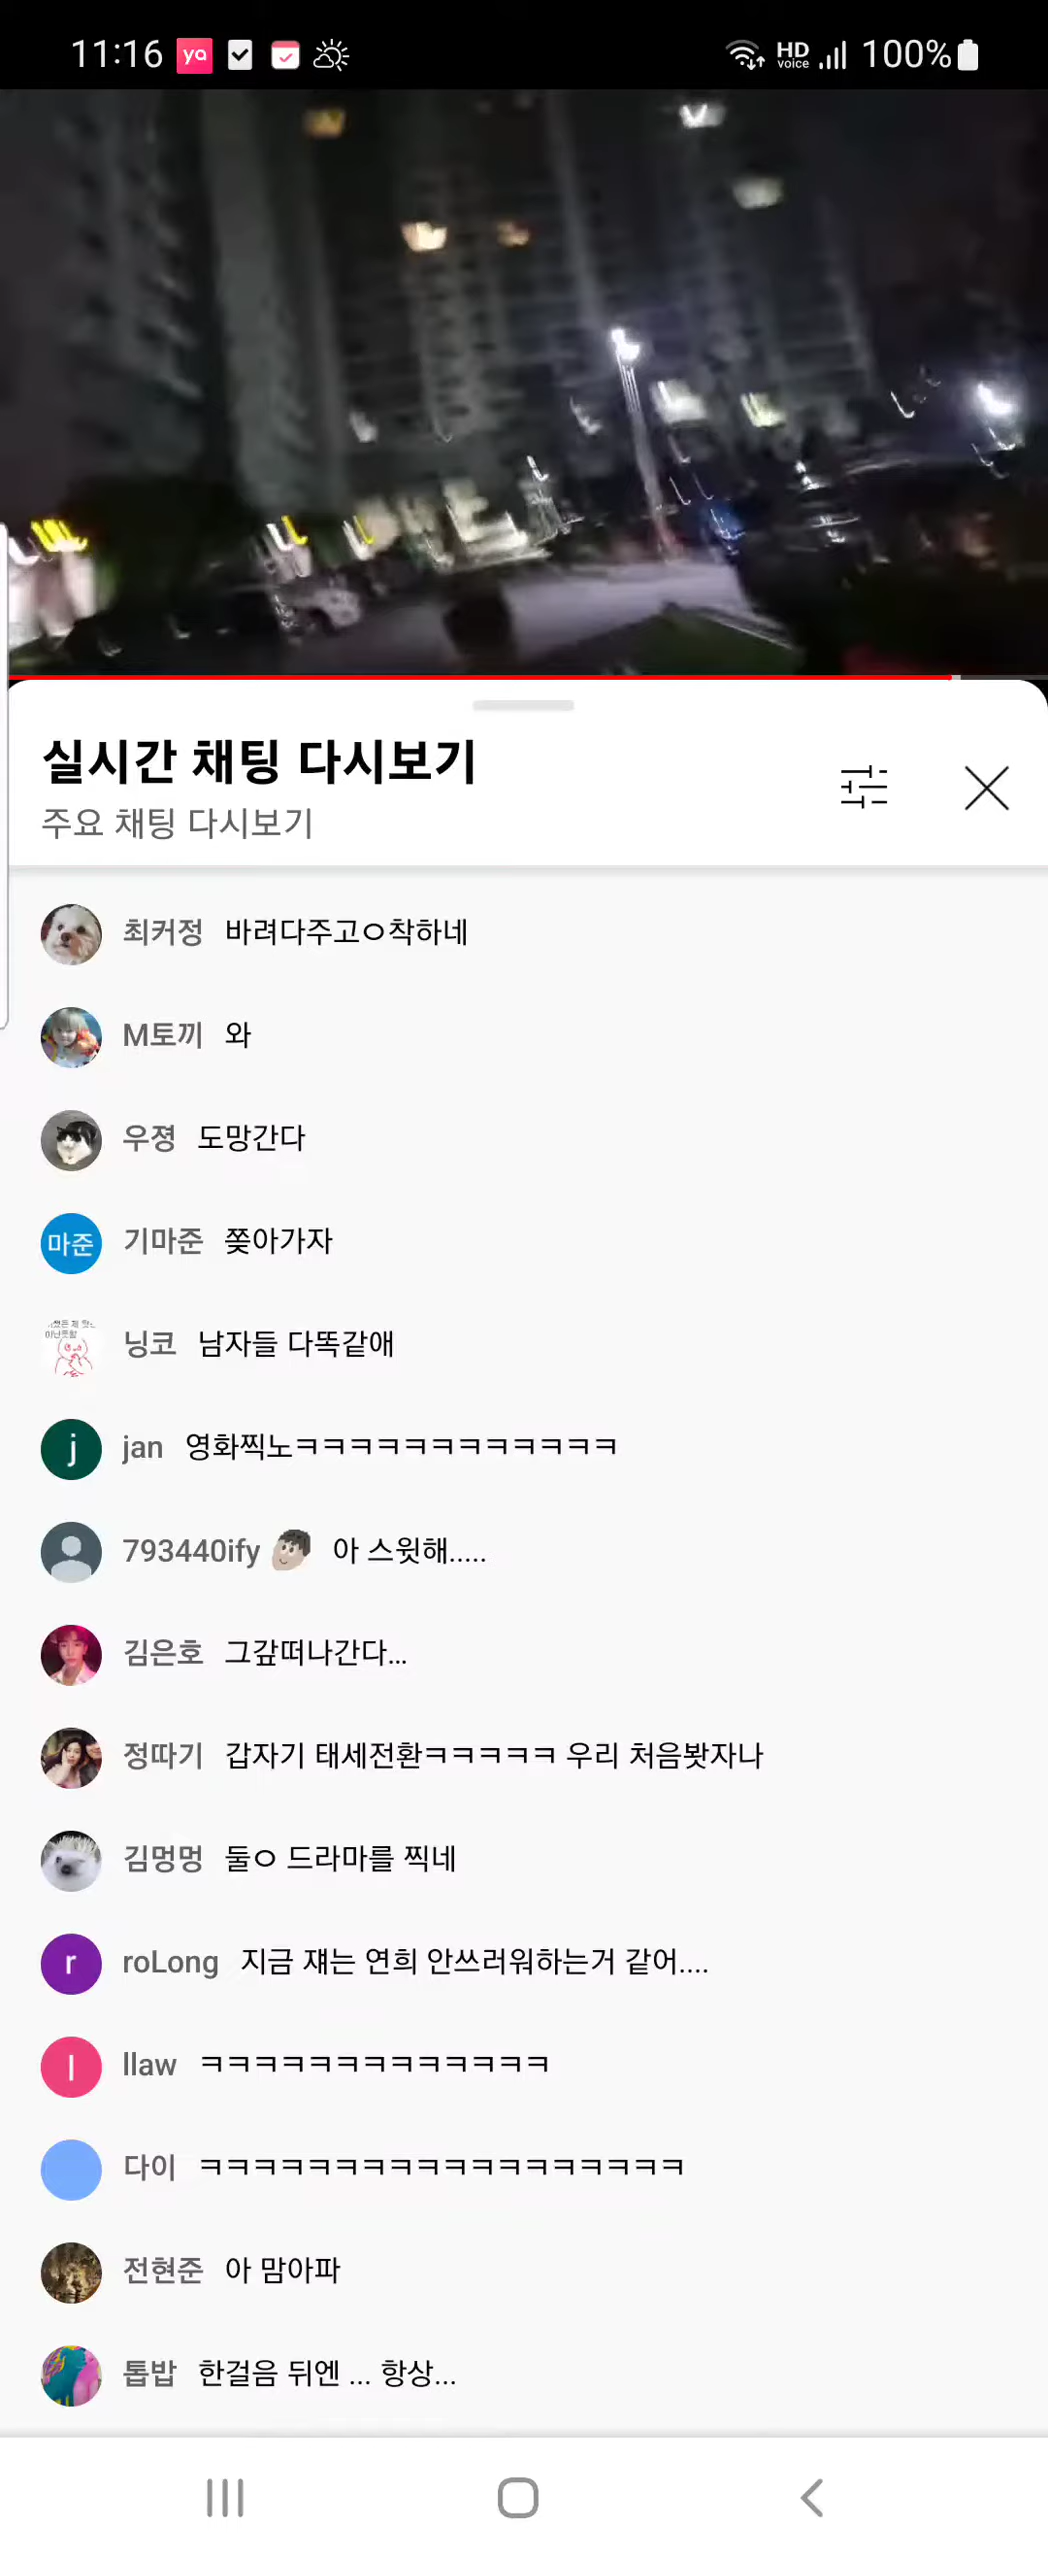 11:16 ya HD voice 100%
실시간 채팅 다시보기
주요 채팅 다시보기
최커정 바려다주고ㅇ착하네
M토끼 와
우졍 도망간다
마준 기마준 쫒아가자
닝코 남자들 다똑같애
j jan 영화찍노ㅋㅋㅋㅋㅋㅋㅋㅋㅋㅋㅋㅋ
793440ify 아 스윗해.....
김은호 그갚떠나간다...
정따기 갑자기 태세전환ㅋㅋㅋㅋㅋ 우리 처음봣자나
김멍멍 둘ㅇ 드라마를 찍네
r roLong 지금 쟤는 연희 안쓰러워하는거 같어....
l llaw ㅋㅋㅋㅋㅋㅋㅋㅋㅋㅋㅋㅋㅋ
다이 ㅋㅋㅋㅋㅋㅋㅋㅋㅋㅋㅋㅋㅋㅋㅋㅋㅋㅋ
전현준 아 맘아파
톱밥 한걸음 뒤엔 ... 항상...